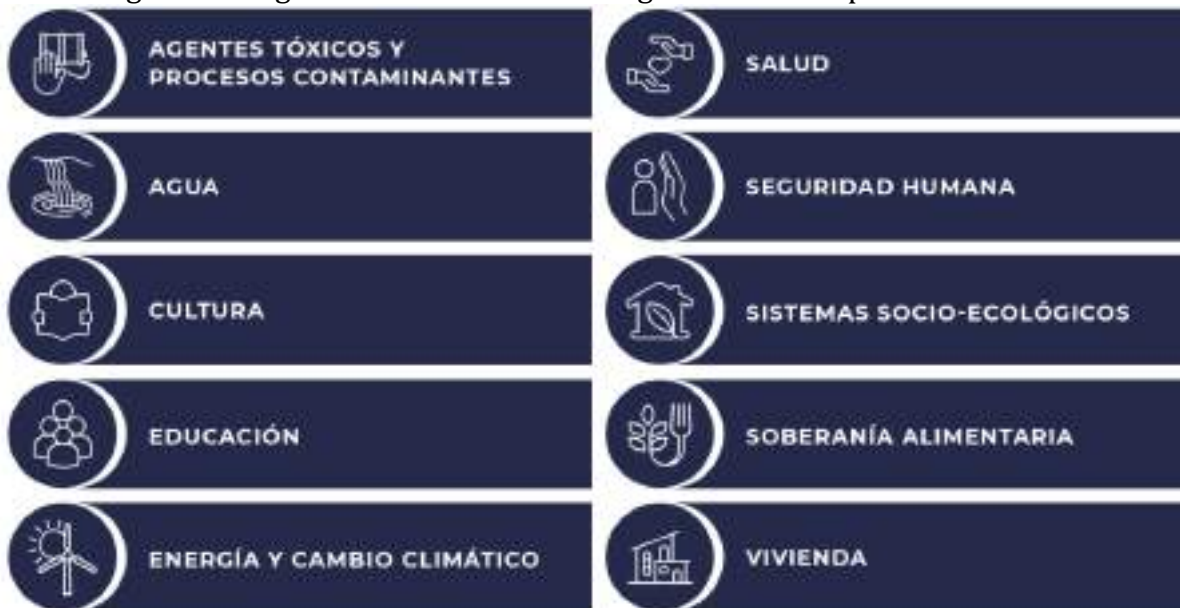 AGENTES TÓXICOS Y
PROCESOS CONTAMINANTES
AGUA
CULTURA
EDUCACIÓN
ENERGÍA Y CAMBIO CLIMÁTICO
SALUD
SEGURIDAD HUMANA
SISTEMAS SOCIO-ECOLÓGICOS
SOBERANÍA ALIMENTARIA
VIVIENDA